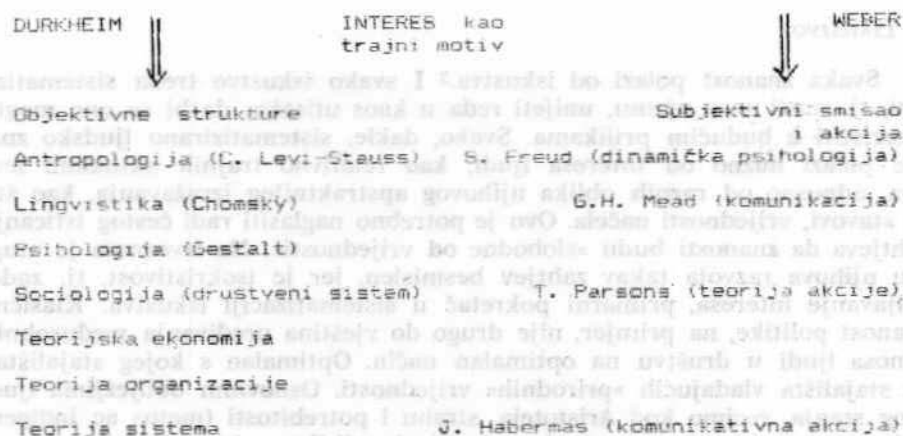 DURKHEIM INTERES kao WEBER
trajni motiv
Objektivne strukture Subjektivni smisao
i akcija
Antropologija (C. Levi-Stauss) S. Freud (dinamička psihologija)
Lingvistika (Chomsky) G.H. Mead (komunikacija)
Psihologija (Gestalt)
Sociologija (društveni sistem) T. Parsons (teorija akcije)
Teorijska ekonomija
Teorija organizacije
Teorija sistema J. Habermas (komunikativna akcija)